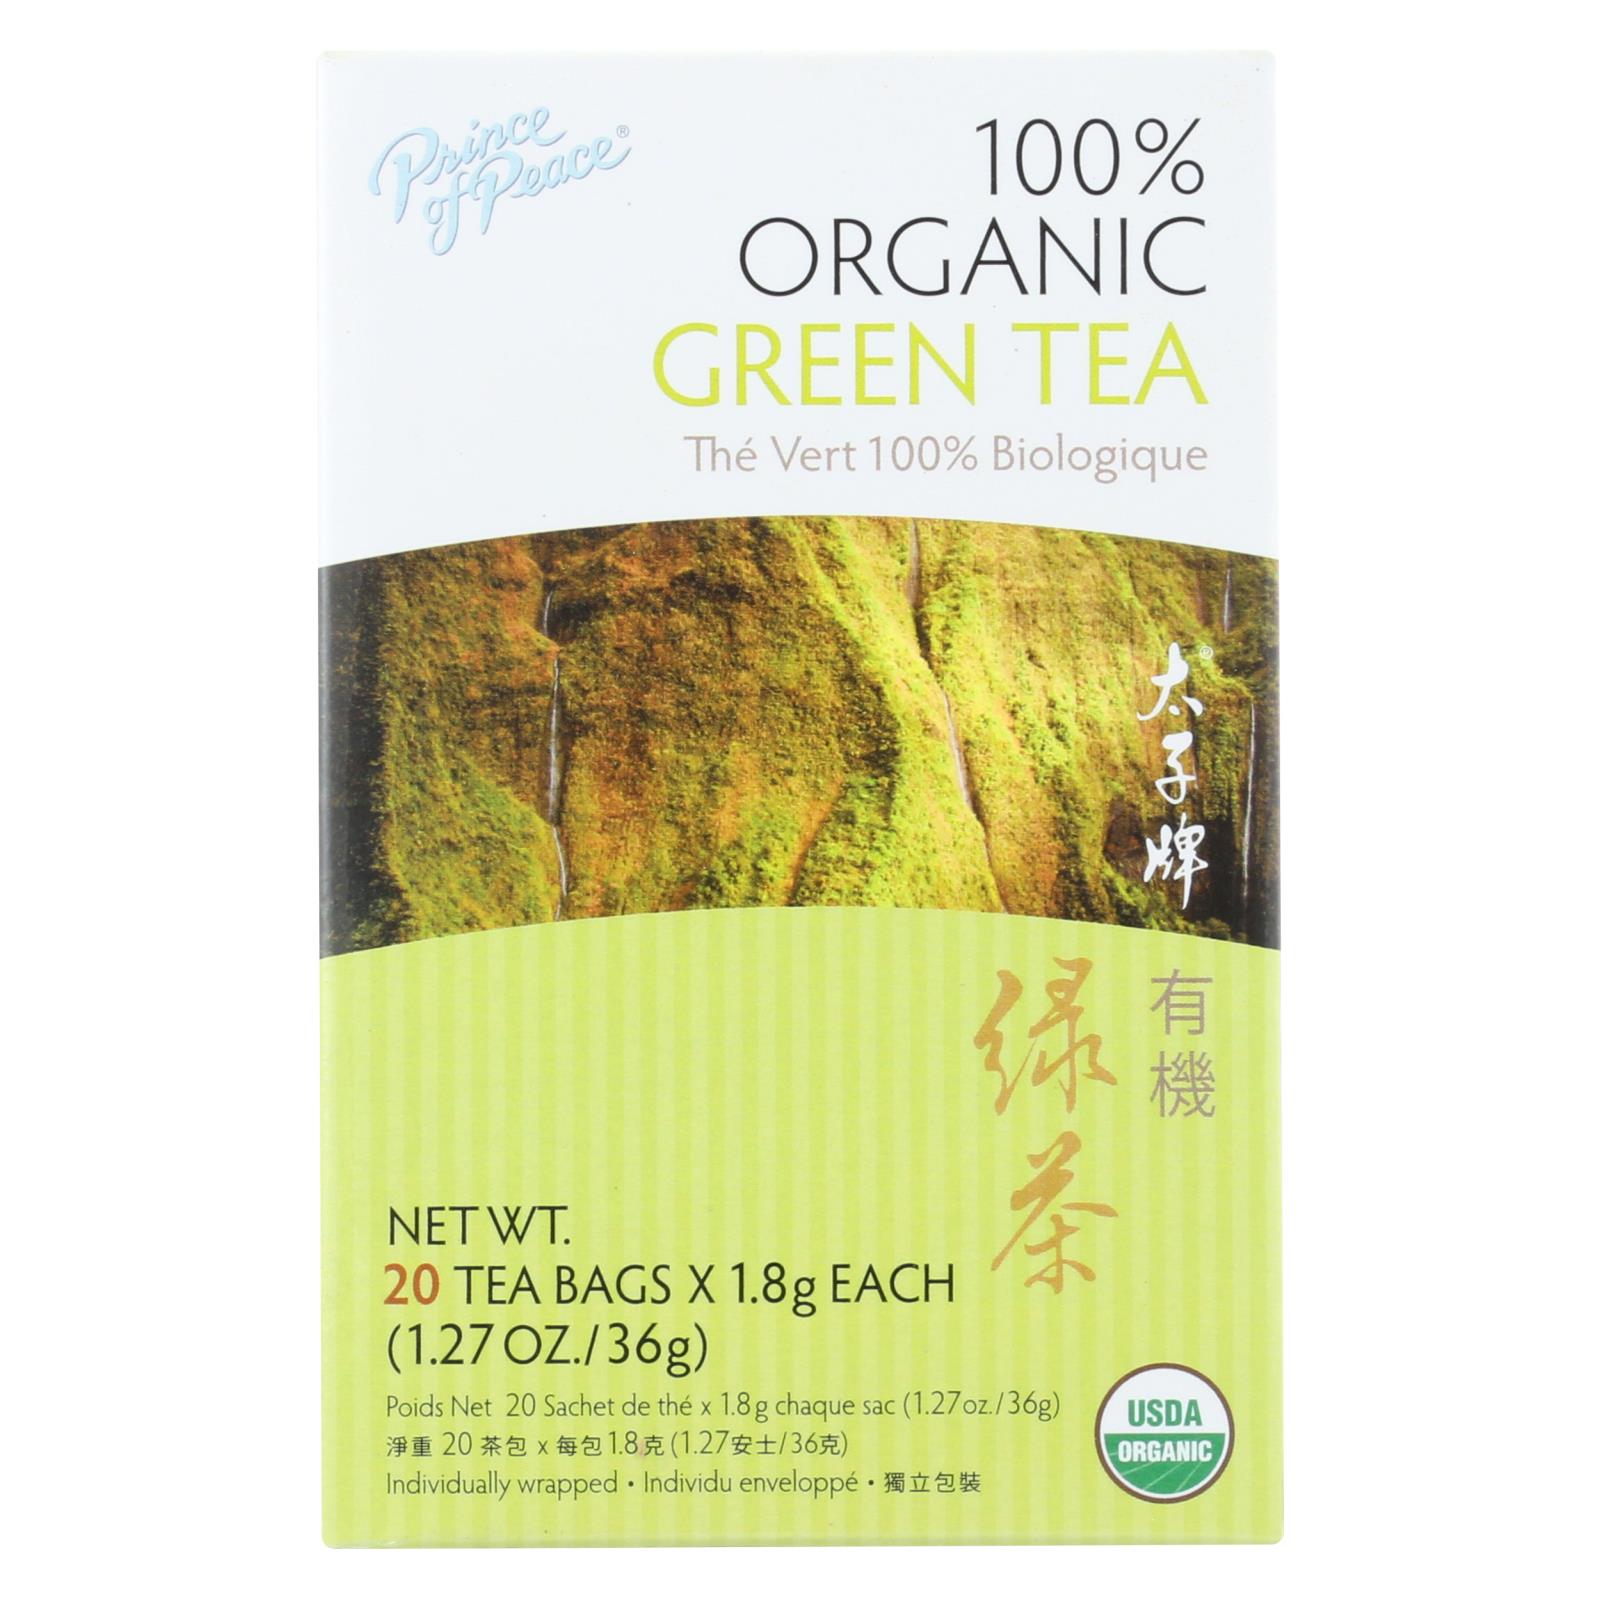 Prince
of Peace®
100%
ORGANIC
GREEN TEA
Thé Vert 100% Biologique
太子牌®
有機
緑茶
NET WT.
20 TEA BAGS X 1.8g EACH
(1.27 OZ./36g)
Poids Net 20 Sachet de thé x 1.8g chaque sac (1.27oz./36g)
淨重 20 茶包 x 每包1.8克 (1.27安士/36克)
Individually wrapped • Individu enveloppé • 獨立包裝
USDA
ORGANIC